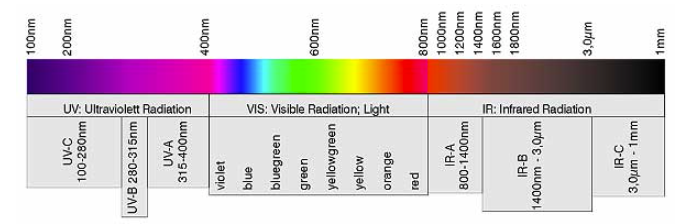 100nm
200nm
400nm
600nm
800nm
1000nm
1200nm
1400nm
1600nm
1800nm
3,0µm
1mm
UV: Ultraviolett Radiation
VIS: Visible Radiation; Light
IR: Infrared Radiation
UV-C
100-280nm
UV-B 280-315nm
UV-A
315-400nm
violet
blue
bluegreen
green
yellowgreen
yellow
orange
red
IR-A
800-1400nm
IR-B
1400nm - 3,0µm
IR-C
3,0µm - 1mm